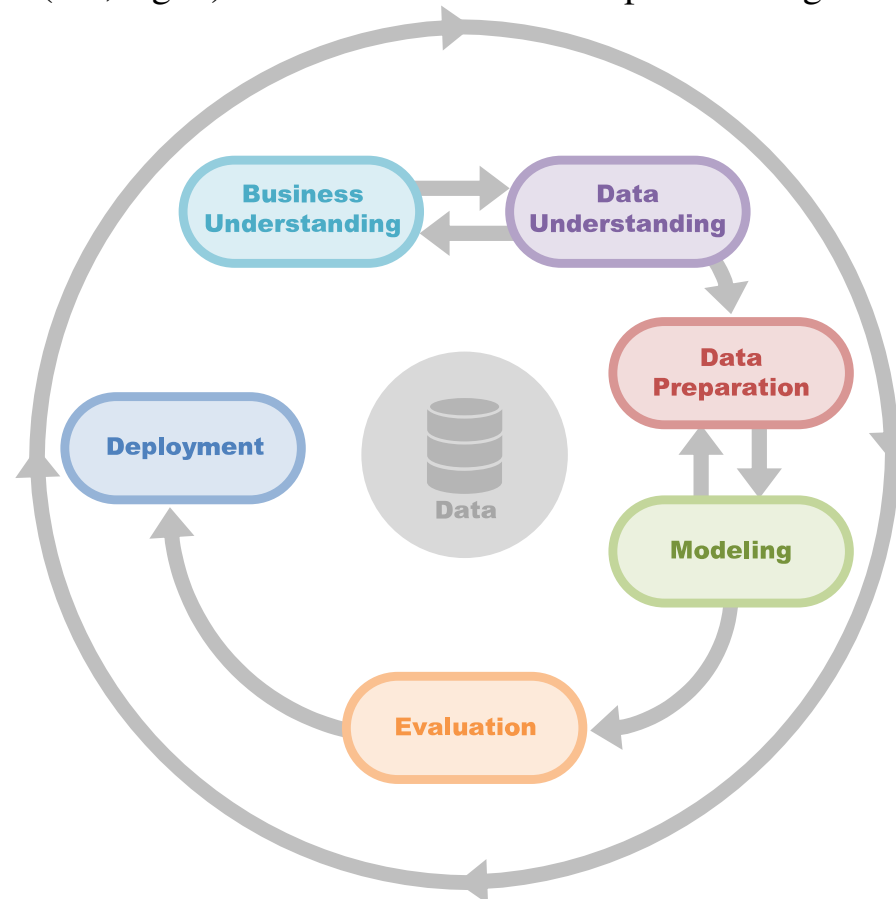 Business
Understanding
Data
Understanding
Data
Preparation
Deployment
Data
Modeling
Evaluation